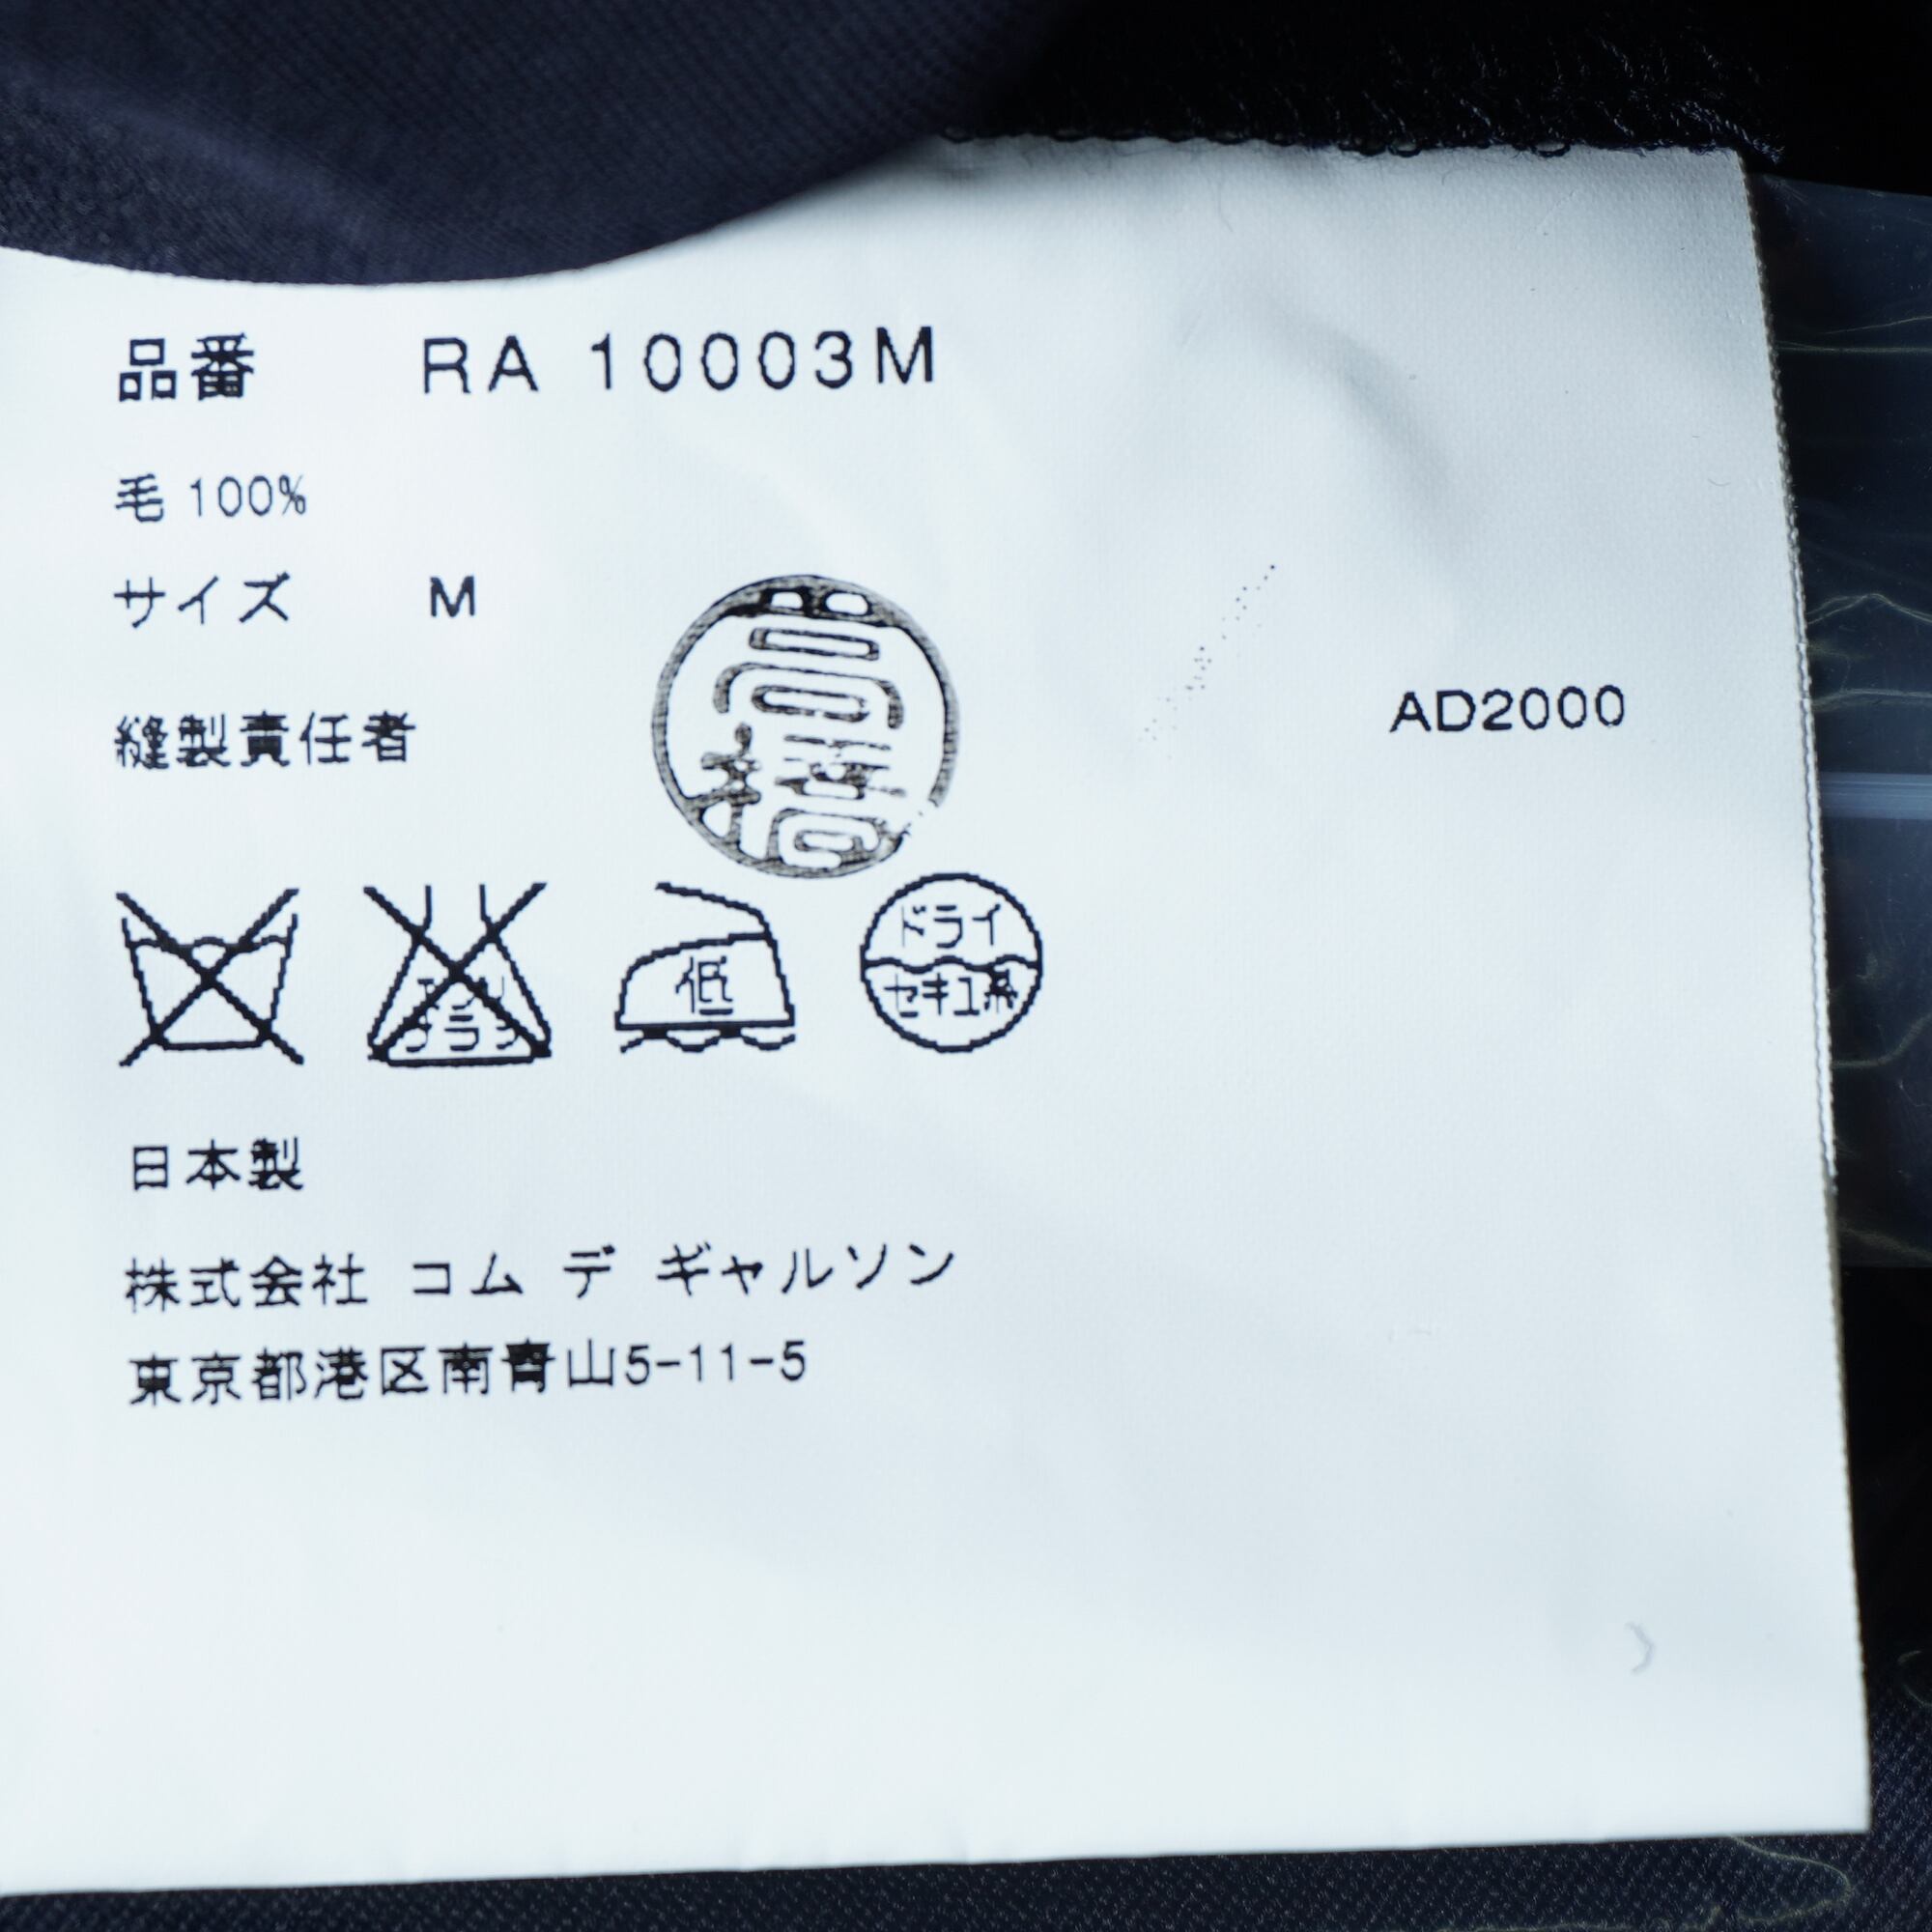 品番 RA 10003M
毛 100%
サイズ M
縫製責任者
高橋
AD2000
低
ドライ
セキユ系
日本製
株式会社 コム デ ギャルソン
東京都港区南青山5-11-5